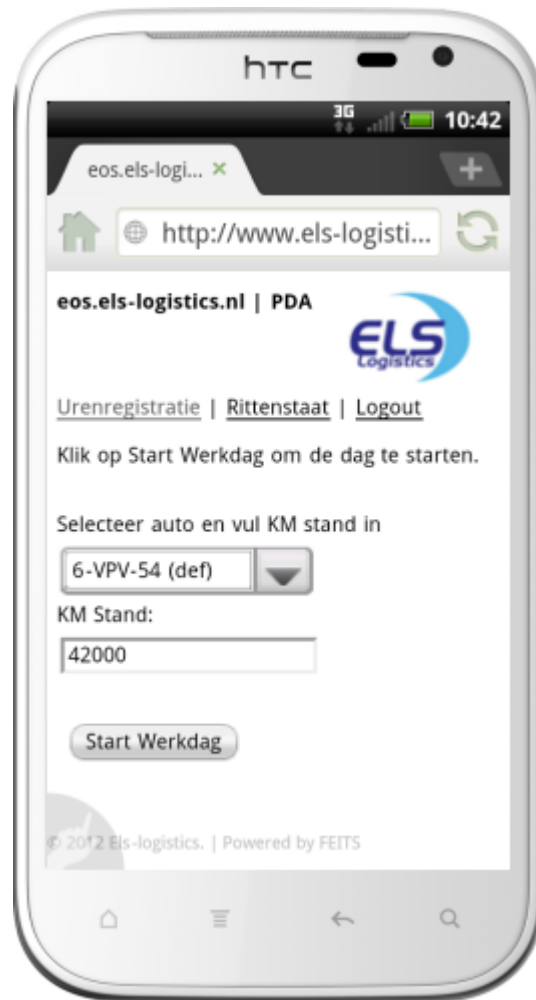 hTC
3G 10:42
eos.els-logi...
http://www.els-logisti...
eos.els-logistics.nl | PDA
ELS
Logistics
Urenregistratie | Rittenstaat | Logout
Klik op Start Werkdag om de dag te starten.
Selecteer auto en vul KM stand in
6-VPV-54 (def)
KM Stand:
42000
Start Werkdag
© 2012 Els-logistics. | Powered by FEITS